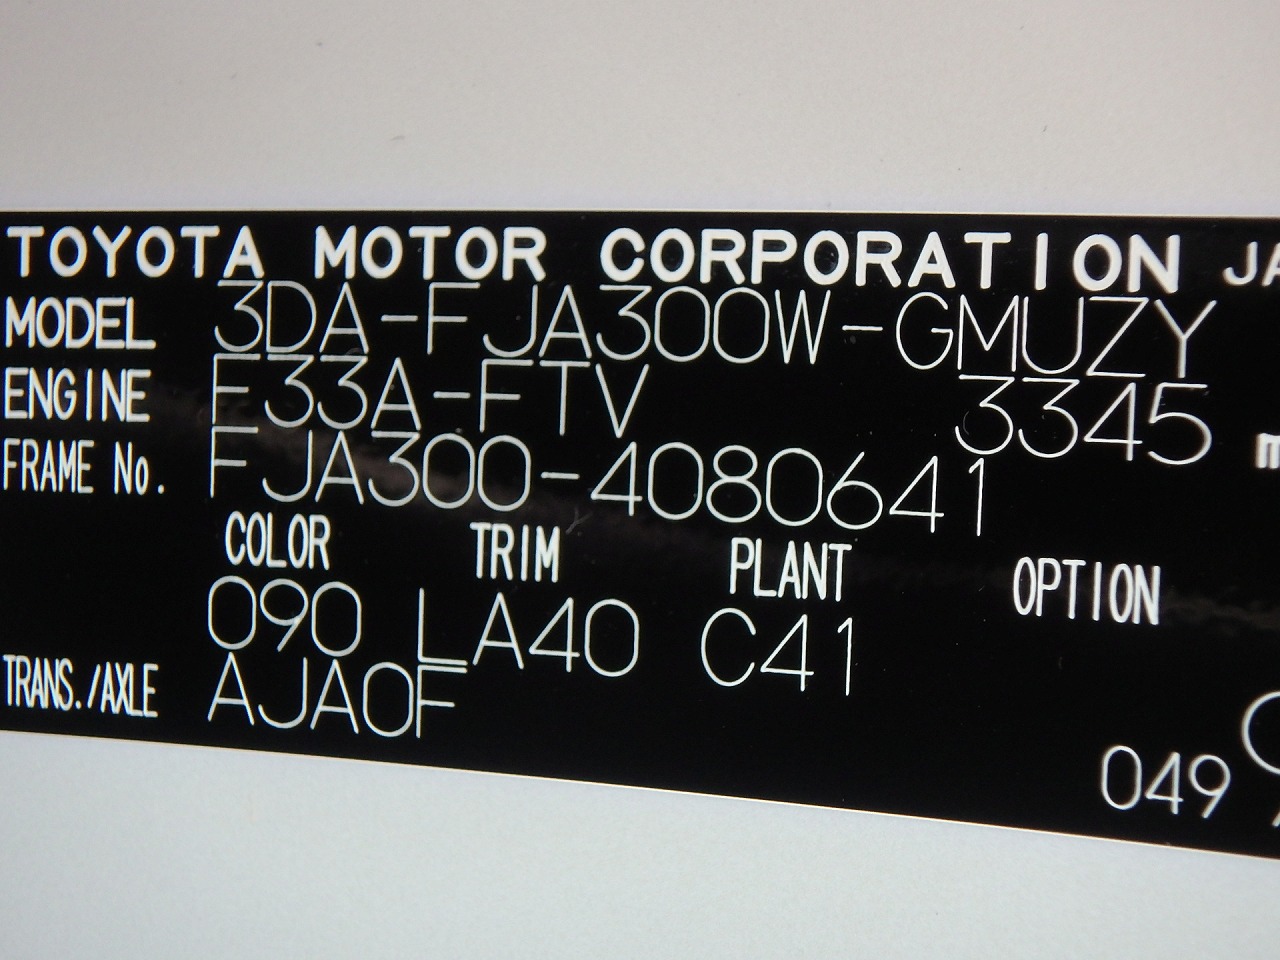 TOYOTA MOTOR CORPORATION JA
MODEL 3DA-FJA300W-GMUZY
ENGINE F33A-FTV 3345 m
FRAME No. FJA300-4080641
COLOR TRIM PLANT OPTION
090 LA40 C41
TRANS./AXLE AJA0F
049